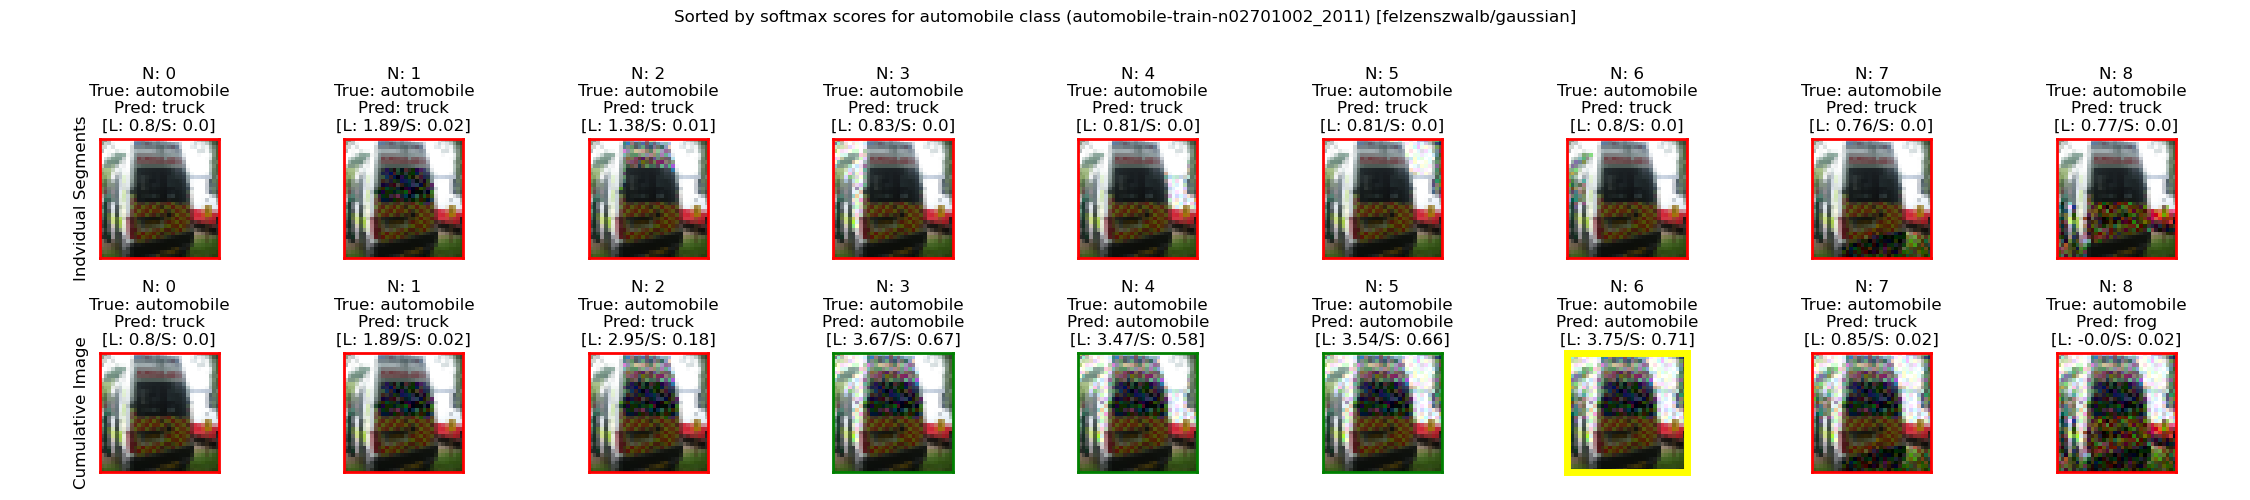 Sorted by softmax scores for automobile class (automobile-train-n02701002_2011) [felzenszwalb/gaussian]
Indvidual Segments
N: 0
True: automobile
Pred: truck
[L: 0.8/S: 0.0]
N: 1
True: automobile
Pred: truck
[L: 1.89/S: 0.02]
N: 2
True: automobile
Pred: truck
[L: 1.38/S: 0.01]
N: 3
True: automobile
Pred: truck
[L: 0.83/S: 0.0]
N: 4
True: automobile
Pred: truck
[L: 0.81/S: 0.0]
N: 5
True: automobile
Pred: truck
[L: 0.81/S: 0.0]
N: 6
True: automobile
Pred: truck
[L: 0.8/S: 0.0]
N: 7
True: automobile
Pred: truck
[L: 0.76/S: 0.0]
N: 8
True: automobile
Pred: truck
[L: 0.77/S: 0.0]
Cumulative Image
N: 0
True: automobile
Pred: truck
[L: 0.8/S: 0.0]
N: 1
True: automobile
Pred: truck
[L: 1.89/S: 0.02]
N: 2
True: automobile
Pred: truck
[L: 2.95/S: 0.18]
N: 3
True: automobile
Pred: automobile
[L: 3.67/S: 0.67]
N: 4
True: automobile
Pred: automobile
[L: 3.47/S: 0.58]
N: 5
True: automobile
Pred: automobile
[L: 3.54/S: 0.66]
N: 6
True: automobile
Pred: automobile
[L: 3.75/S: 0.71]
N: 7
True: automobile
Pred: truck
[L: 0.85/S: 0.02]
N: 8
True: automobile
Pred: frog
[L: -0.0/S: 0.02]